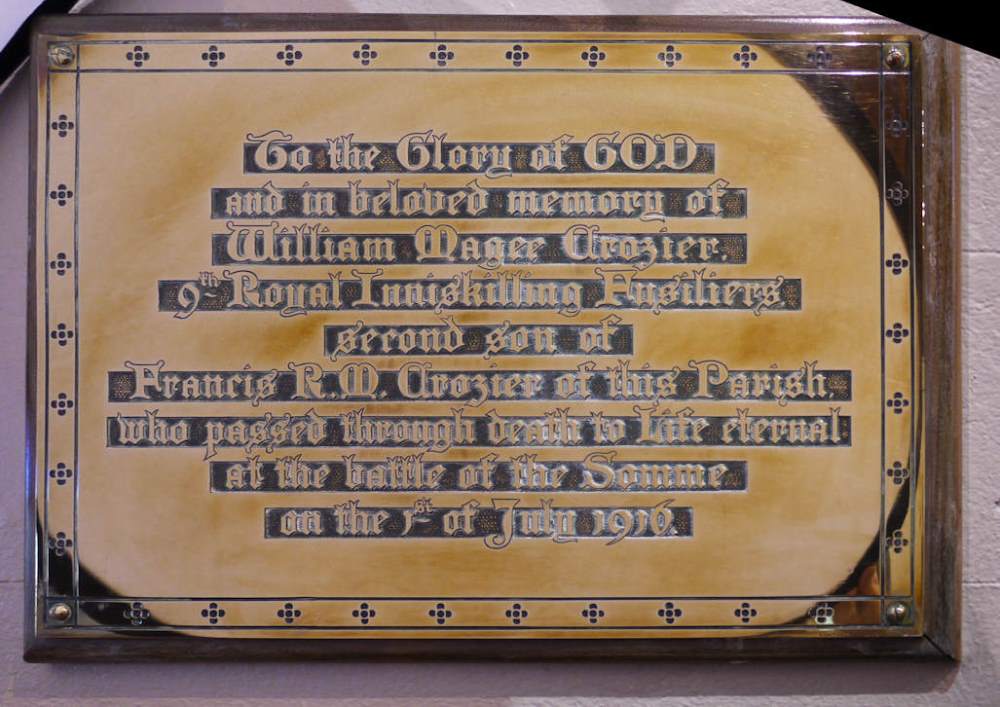 To the Glory of GOD
and in beloved memory of
William Magee Crozier,
9th Royal Inniskilling Fusiliers
second son of
Francis R.M. Crozier of this Parish,
who passed through death to Life eternal
at the battle of the Somme
on the 1st of July 1916.